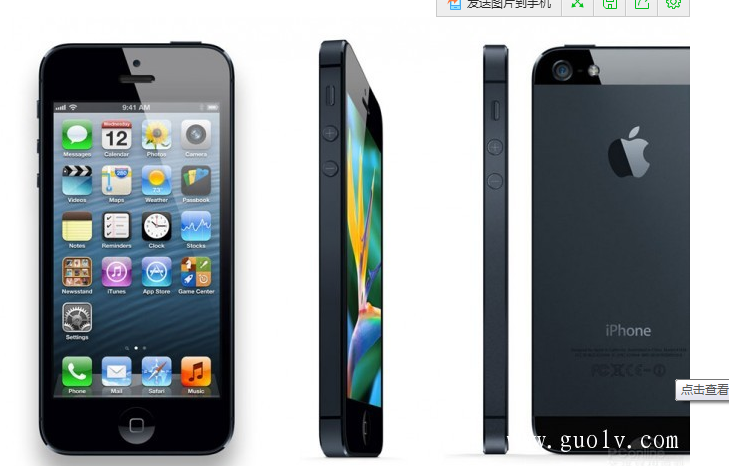 发送图片到手机
9:41 AM
Messages Calendar Photos Camera
Wednesday
12
280
73°
Videos Maps Weather Passbook
Notes Reminders Clock Stocks
Newsstand iTunes App Store Game Center
Settings
Phone Mail Safari Music
iPhone
点击查看
www.guolv.com